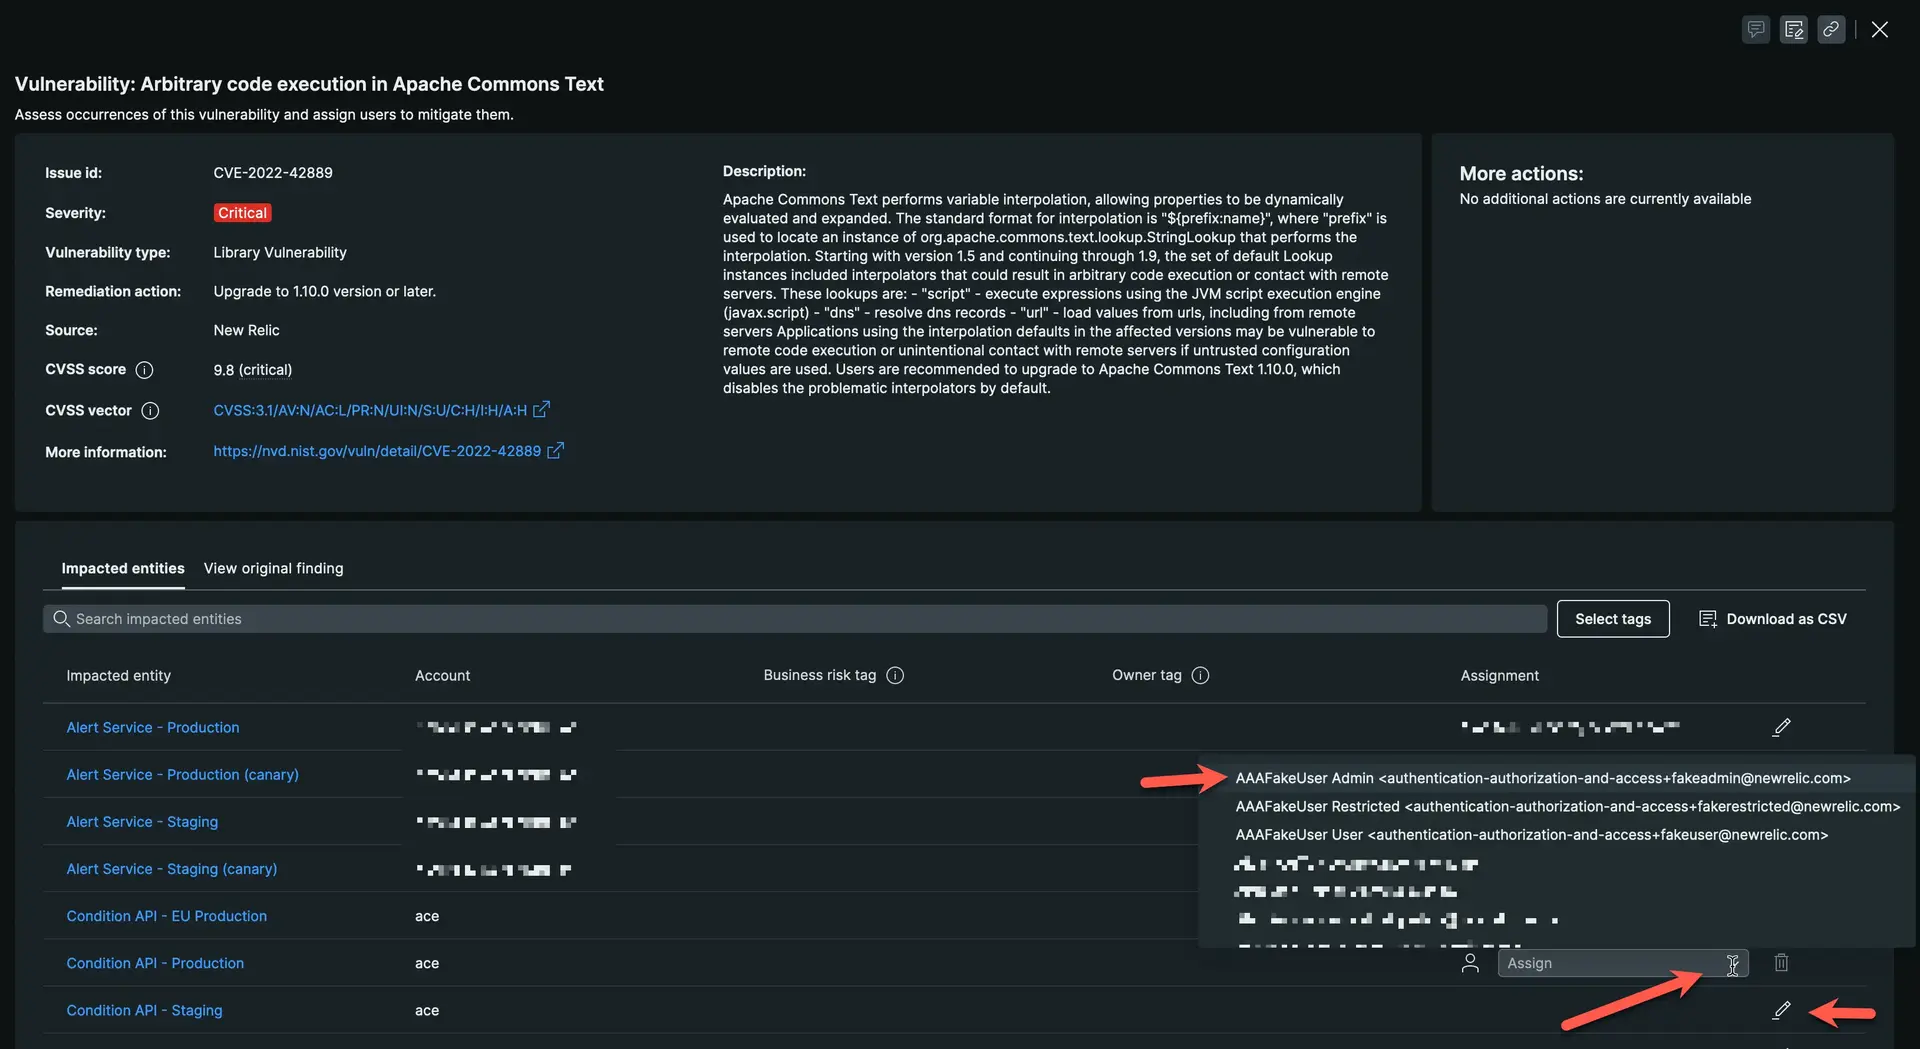 Vulnerability: Arbitrary code execution in Apache Commons Text
Assess occurrences of this vulnerability and assign users to mitigate them.
Issue id: CVE-2022-42889
Severity: Critical
Vulnerability type: Library Vulnerability
Remediation action: Upgrade to 1.10.0 version or later.
Source: New Relic
CVSS score 9.8 (critical)
CVSS vector CVSS:3.1/AV:N/AC:L/PR:N/UI:N/S:U/C:H/I:H/A:H
More information: https://nvd.nist.gov/vuln/detail/CVE-2022-42889
Description:
Apache Commons Text performs variable interpolation, allowing properties to be dynamically
evaluated and expanded. The standard format for interpolation is "${prefix:name}", where "prefix" is
used to locate an instance of org.apache.commons.text.lookup.StringLookup that performs the
interpolation. Starting with version 1.5 and continuing through 1.9, the set of default Lookup
instances included interpolators that could result in arbitrary code execution or contact with remote
servers. These lookups are: - "script" - execute expressions using the JVM script execution engine
(javax.script) - "dns" - resolve dns records - "url" - load values from urls, including from remote
servers Applications using the interpolation defaults in the affected versions may be vulnerable to
remote code execution or unintentional contact with remote servers if untrusted configuration
values are used. Users are recommended to upgrade to Apache Commons Text 1.10.0, which
disables the problematic interpolators by default.
More actions:
No additional actions are currently available
Impacted entities View original finding
Search impacted entities Select tags Download as CSV
Impacted entity Account Business risk tag Owner tag Assignment
Alert Service - Production
Alert Service - Production (canary)
Alert Service - Staging
Alert Service - Staging (canary)
Condition API - EU Production ace
Condition API - Production ace Assign
Condition API - Staging ace
AAAFakeUser Admin <authentication-authorization-and-access+fakeadmin@newrelic.com>
AAAFakeUser Restricted <authentication-authorization-and-access+fakerestricted@newrelic.com>
AAAFakeUser User <authentication-authorization-and-access+fakeuser@newrelic.com>